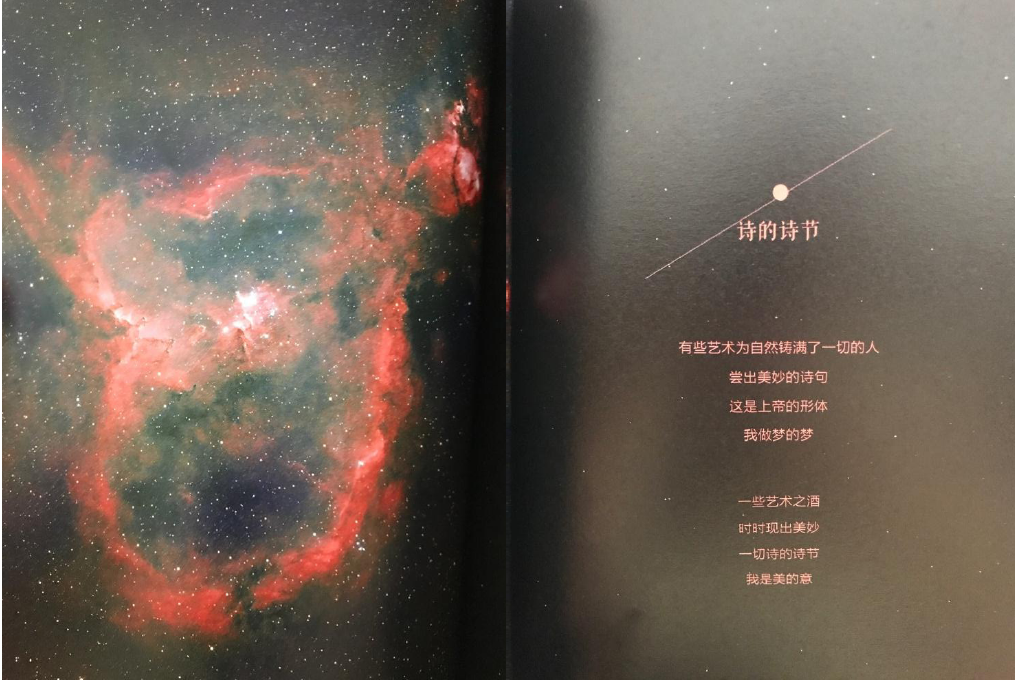 诗的诗节
有些艺术为自然铸满了一切的人
尝出美妙的诗句
这是上帝的形体
我做梦的梦
一些艺术之酒
时时现出美妙
一切诗的诗节
我是美的意